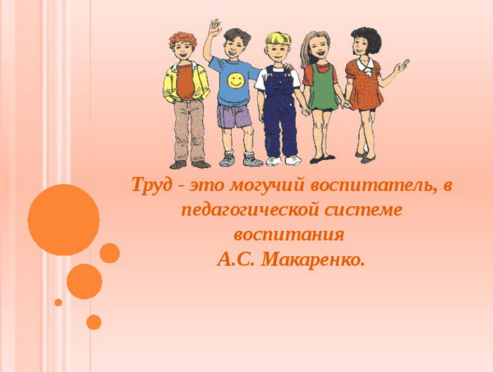 Труд - это могучий воспитатель, в
педагогической системе
воспитания
А.С. Макаренко.